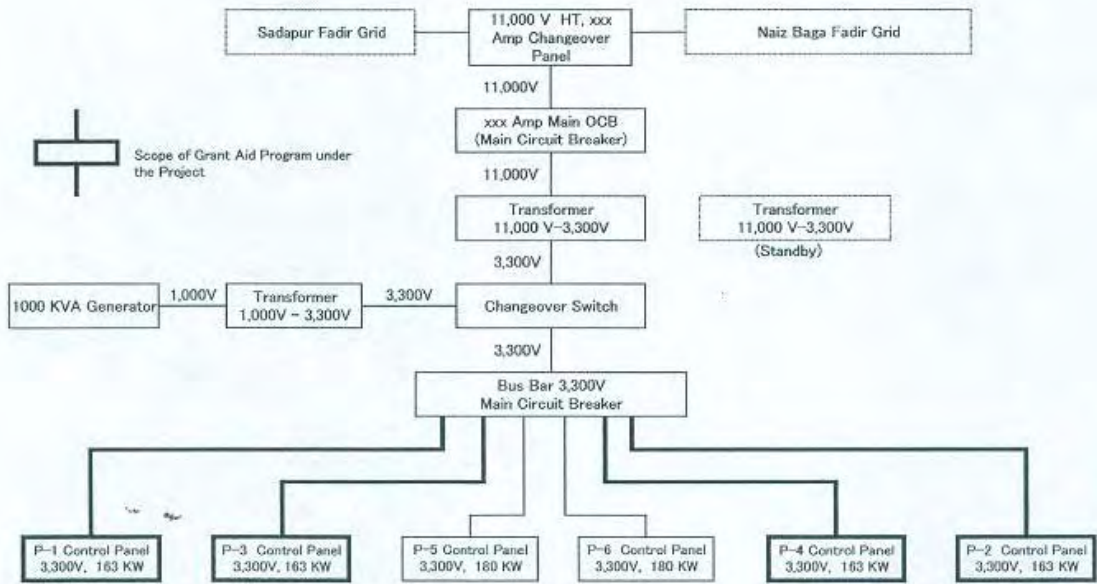 Sadapur Fadir Grid
11,000 V HT, xxx
Amp Changeover
Panel
Naiz Baga Fadir Grid
11,000V
xxx Amp Main OCB
(Main Circuit Breaker)
Scope of Grant Aid Program under
the Project
11,000V
Transformer
11,000 V-3,300V
Transformer
11,000 V-3,300V
(Standby)
3,300V
1000 KVA Generator
1,000V
Transformer
1,000V - 3,300V
3,300V
Changeover Switch
3,300V
Bus Bar 3,300V
Main Circuit Breaker
P-1 Control Panel
3,300V, 163 KW
P-3 Control Panel
3,300V, 163 KW
P-5 Control Panel
3,300V, 180 KW
P-6 Control Panel
3,300V, 180 KW
P-4 Control Panel
3,300V, 163 KW
P-2 Control Panel
3,300V, 163 KW